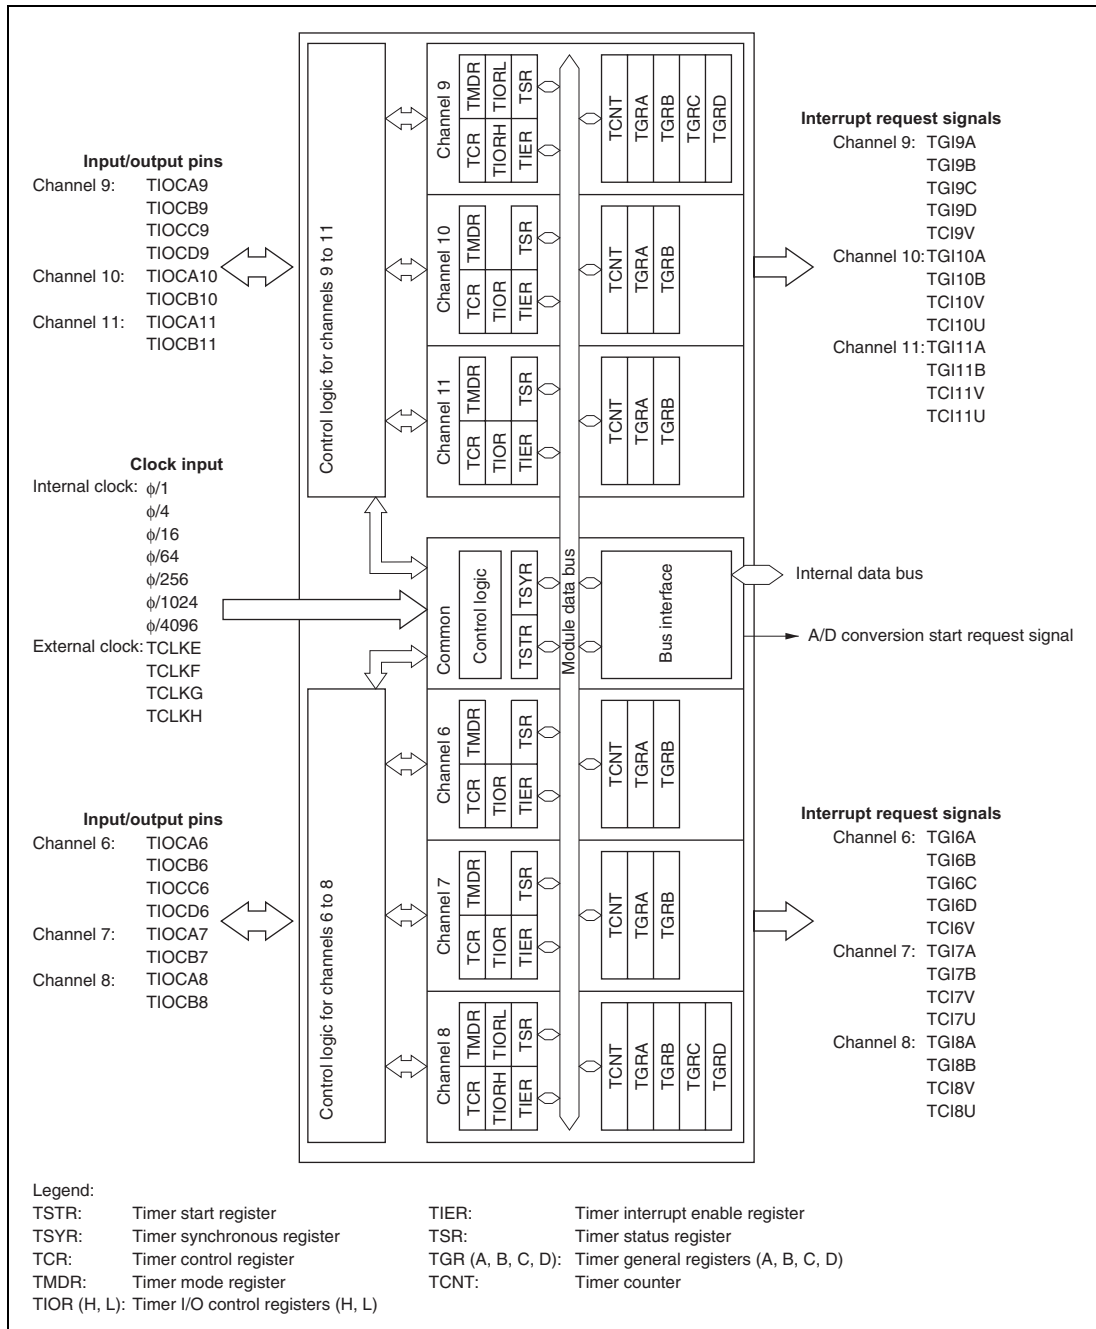 Input/output pins
Channel 9: TIOCA9
TIOCB9
TIOCC9
TIOCD9
Channel 10: TIOCA10
TIOCB10
Channel 11: TIOCA11
TIOCB11
Clock input
Internal clock: ϕ/1
ϕ/4
ϕ/16
ϕ/64
ϕ/256
ϕ/1024
ϕ/4096
External clock: TCLKE
TCLKF
TCLKG
TCLKH
Input/output pins
Channel 6: TIOCA6
TIOCB6
TIOCC6
TIOCD6
Channel 7: TIOCA7
TIOCB7
Channel 8: TIOCA8
TIOCB8
Control logic for channels 9 to 11
Control logic for channels 6 to 8
Channel 9
TCR TMDR
TIORH TIORL
TIER TSR
TCNT
TGRA
TGRB
TGRC
TGRD
Channel 10
TCR TMDR
TIOR
TIER TSR
TCNT
TGRA
TGRB
Channel 11
TCR TMDR
TIOR
TIER TSR
TCNT
TGRA
TGRB
Common
Control logic
TSTR TSYR
Module data bus
Bus interface
Channel 6
TCR TMDR
TIOR
TIER TSR
TCNT
TGRA
TGRB
Channel 7
TCR TMDR
TIOR
TIER TSR
TCNT
TGRA
TGRB
Channel 8
TCR TMDR
TIORH TIORL
TIER TSR
TCNT
TGRA
TGRB
TGRC
TGRD
Interrupt request signals
Channel 9: TGI9A
TGI9B
TGI9C
TGI9D
TCI9V
Channel 10: TGI10A
TGI10B
TCI10V
TCI10U
Channel 11: TGI11A
TGI11B
TCI11V
TCI11U
Internal data bus
A/D conversion start request signal
Interrupt request signals
Channel 6: TGI6A
TGI6B
TGI6C
TGI6D
TCI6V
Channel 7: TGI7A
TGI7B
TCI7V
TCI7U
Channel 8: TGI8A
TGI8B
TCI8V
TCI8U
Legend:
TSTR: Timer start register
TSYR: Timer synchronous register
TCR: Timer control register
TMDR: Timer mode register
TIOR (H, L): Timer I/O control registers (H, L)
TIER: Timer interrupt enable register
TSR: Timer status register
TGR (A, B, C, D): Timer general registers (A, B, C, D)
TCNT: Timer counter